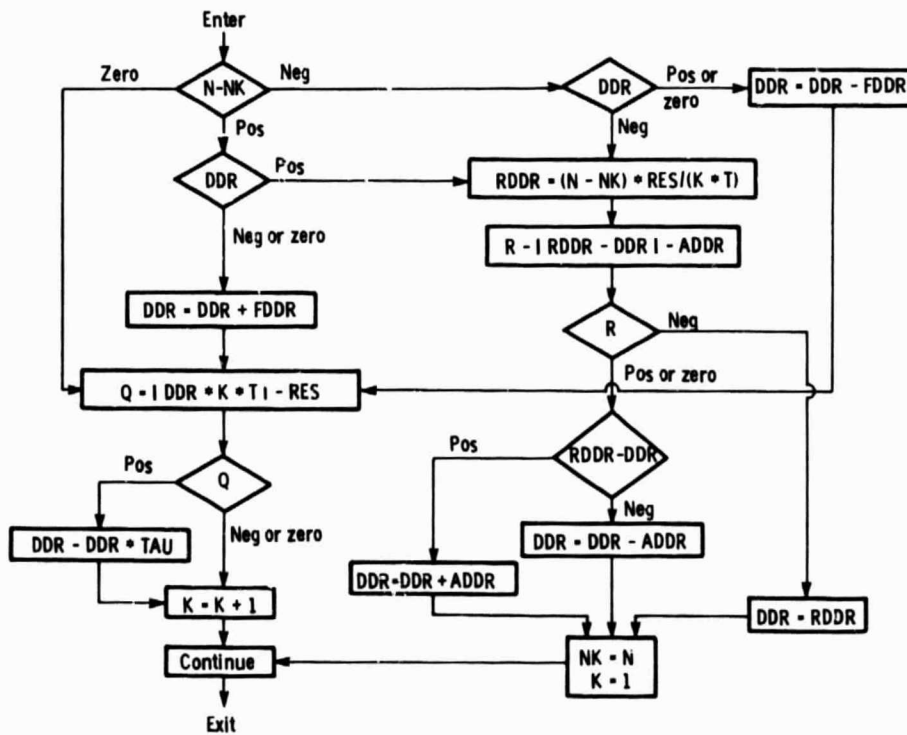 Enter
Zero
N-NK
Neg
DDR
Pos or zero
DDR = DDR - FDDR
Pos
Neg
DDR
Pos
RDDR = (N - NK) * RES/(K * T)
Neg or zero
R - | RDDR - DDR | - ADDR
DDR = DDR + FDDR
R
Neg
Pos or zero
Q = | DDR * K * T | - RES
Pos
RDDR-DDR
Pos
Q
Neg
DDR - DDR * TAU
Neg or zero
DDR = DDR - ADDR
DDR=DDR + ADDR
K = K + 1
DDR = RDDR
Continue
NK = N
K - 1
Exit